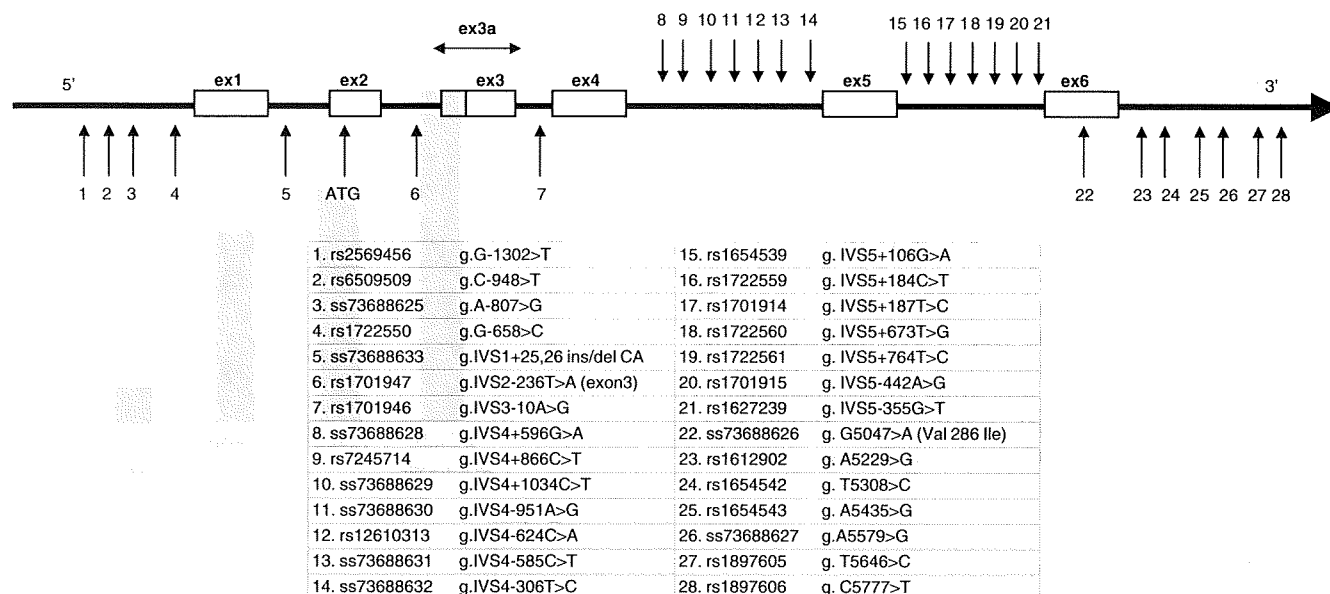 8 9 10 11 12 13 14 15 16 17 18 19 20 21
ex3a
5' ex1 ex2 ex3 ex4 ex5 ex6 3'
1 2 3 4 5 ATG 6 7 22 23 24 25 26 27 28
1. rs2569456 g.G-1302>T 15. rs1654539 g. IVS5+106G>A
2. rs6509509 g.C-948>T 16. rs1722559 g. IVS5+184C>T
3. ss73688625 g.A-807>G 17. rs1701914 g. IVS5+187T>C
4. rs1722550 g.G-658>C 18. rs1722560 g. IVS5+673T>G
5. ss73688633 g.IVS1+25,26 ins/del CA 19. rs1722561 g. IVS5+764T>C
6. rs1701947 g.IVS2-236T>A (exon3) 20. rs1701915 g. IVS5-442A>G
7. rs1701946 g.IVS3-10A>G 21. rs1627239 g. IVS5-355G>T
8. ss73688628 g.IVS4+596G>A 22. ss73688626 g. G5047>A (Val 286 Ile)
9. rs7245714 g.IVS4+866C>T 23. rs1612902 g. A5229>G
10. ss73688629 g.IVS4+1034C>T 24. rs1654542 g. T5308>C
11. ss73688630 g.IVS4-951A>G 25. rs1654543 g. A5435>G
12. rs12610313 g.IVS4-624C>A 26. ss73688627 g.A5579>G
13. ss73688631 g.IVS4-585C>T 27. rs1897605 g. T5646>C
14. ss73688632 g.IVS4-306T>C 28. rs1897606 g. C5777>T